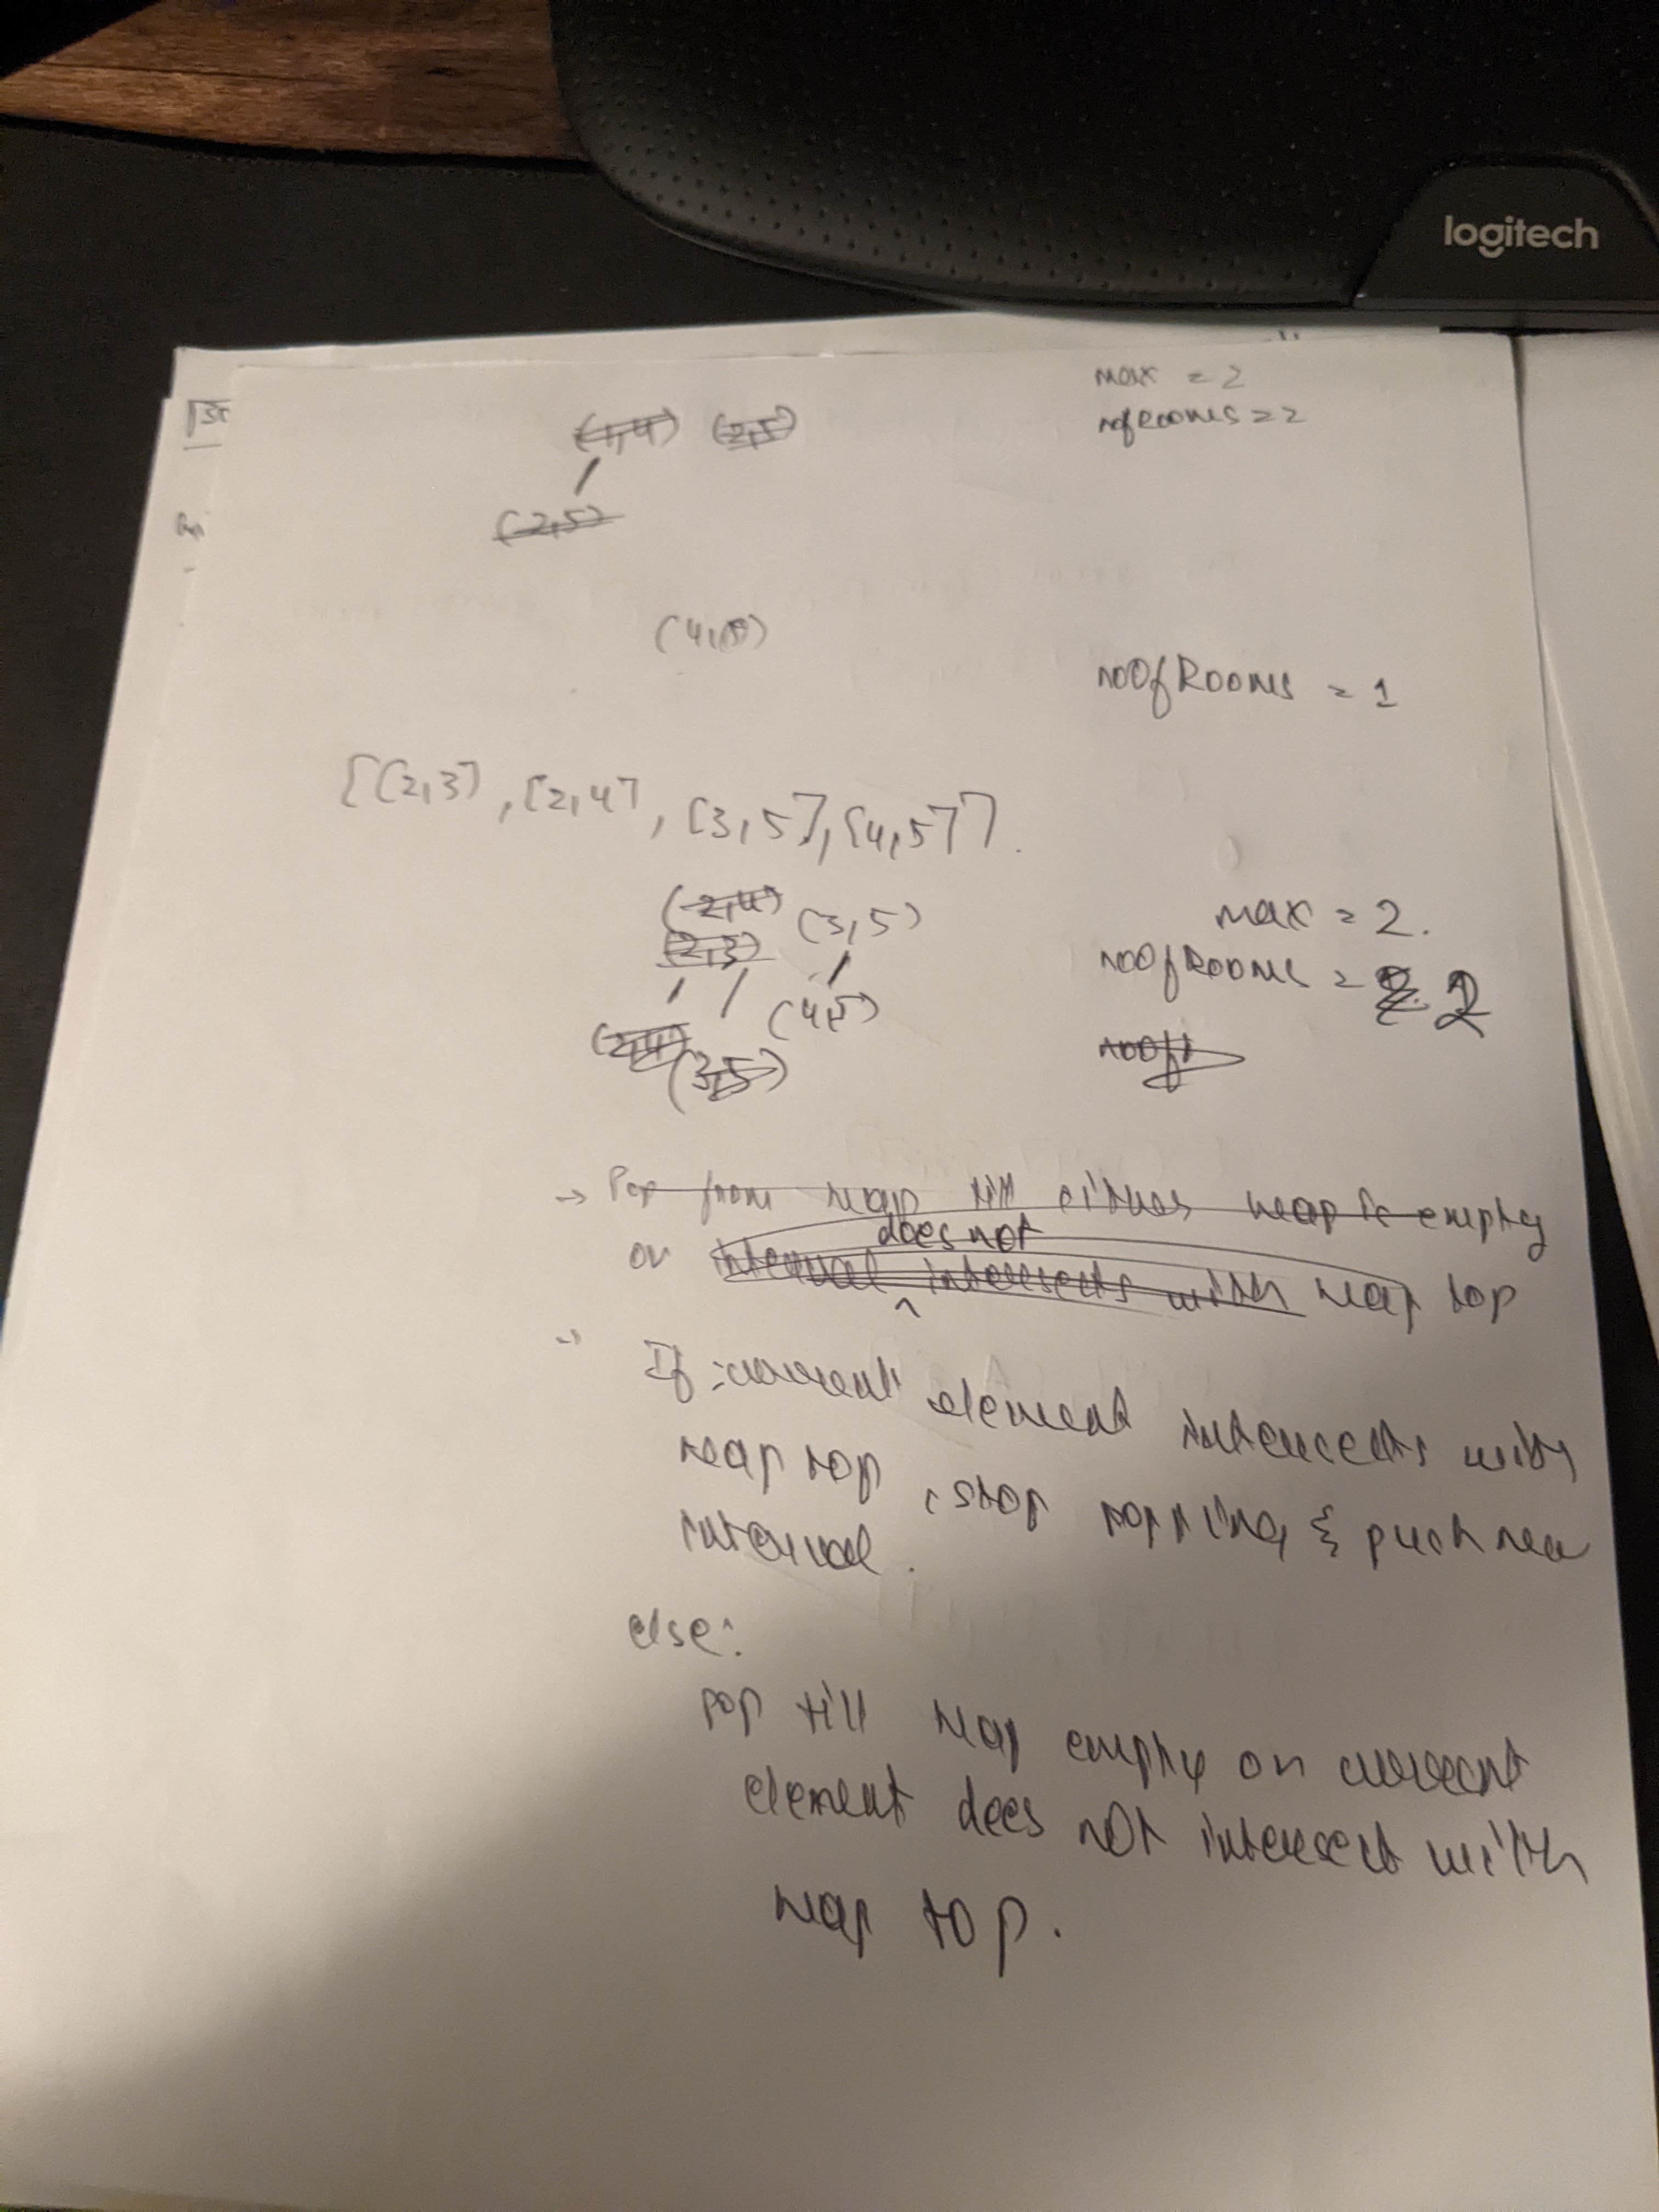 logitech
max = 2
nofRooms = 2
(1,4) (2,5)
(2,5)
noOfRooms = 1
[[2,3], [2,4], [3,5], [4,5]].
(2,4) (3,5)
max = 2.
(2,3)
noOfRooms = 2
(4,5)
(2,4) (3,5)
noOf
→ Pop from heap till either heap is empty
does not
or interval intersects with heap top
→ If current element intersects with
heap top, stop popping & push new
interval.
else:
pop till heap empty or current
element does not intersect with
heap top.